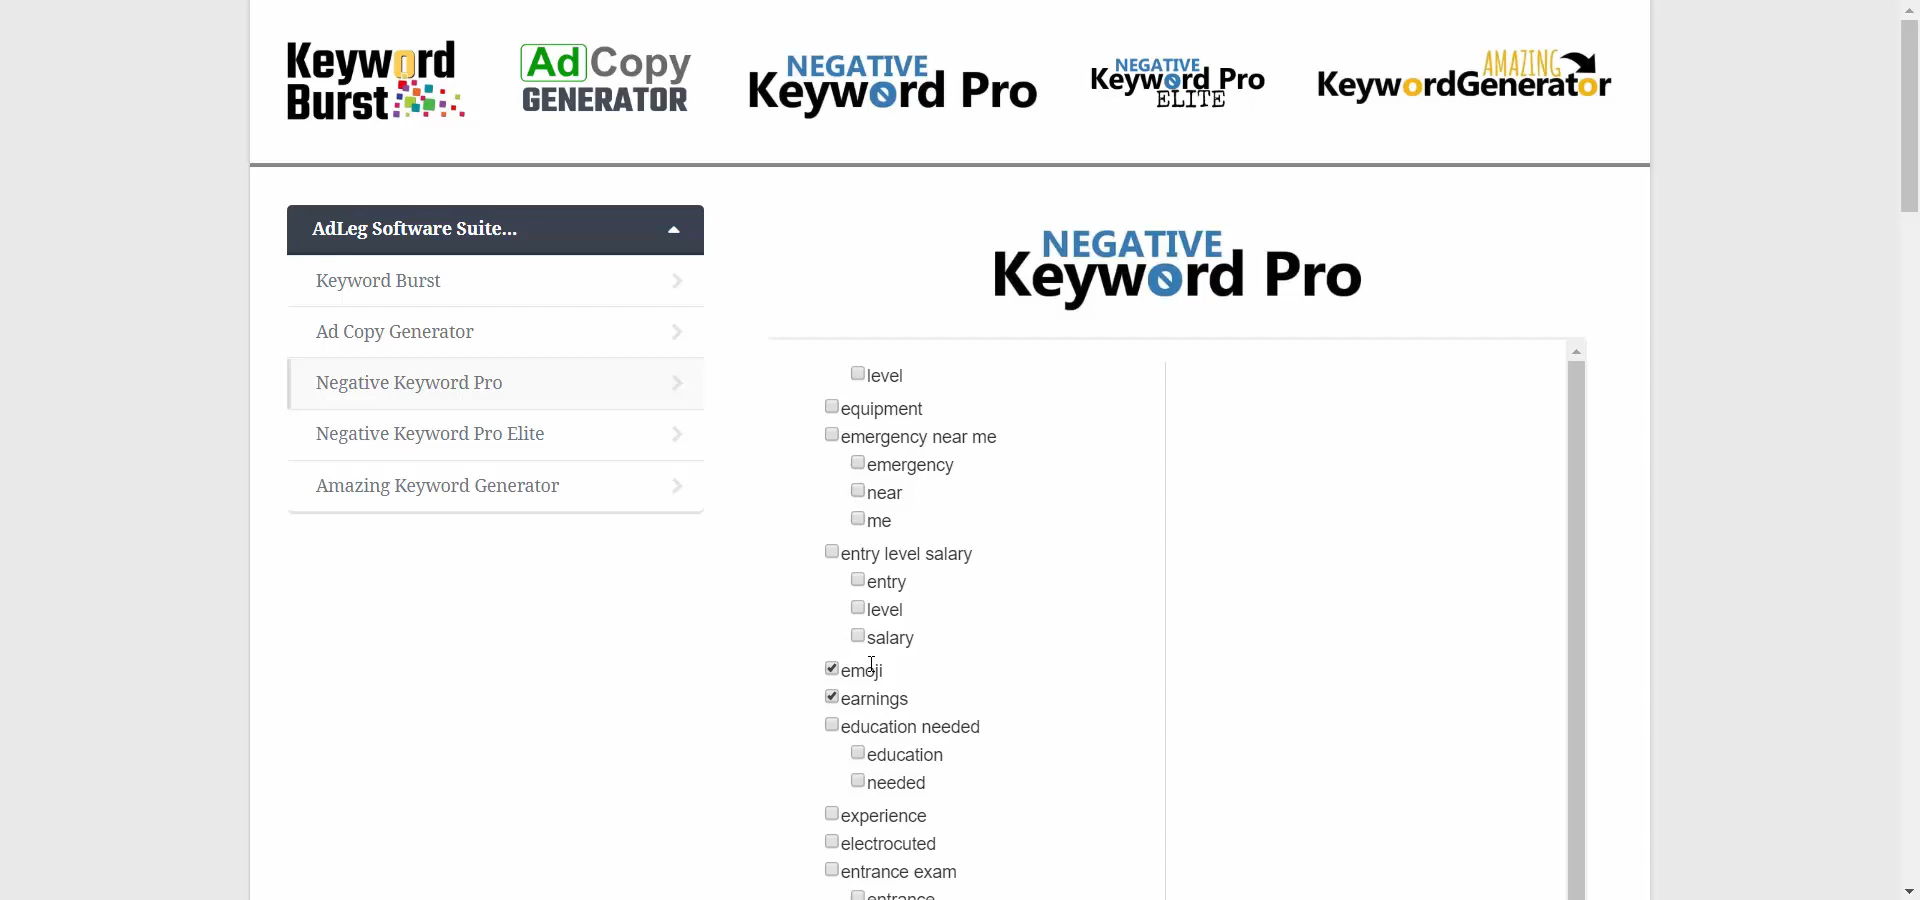 Keyword
Burst
Ad Copy
GENERATOR
NEGATIVE
Keyword Pro
NEGATIVE
Keyword Pro
ELITE
AMAZING
KeywordGenerator
AdLeg Software Suite...
Keyword Burst
Ad Copy Generator
Negative Keyword Pro
Negative Keyword Pro Elite
Amazing Keyword Generator
NEGATIVE
Keyword Pro
level
equipment
emergency near me
emergency
near
me
entry level salary
entry
level
salary
emoji
earnings
education needed
education
needed
experience
electrocuted
entrance exam
entrance